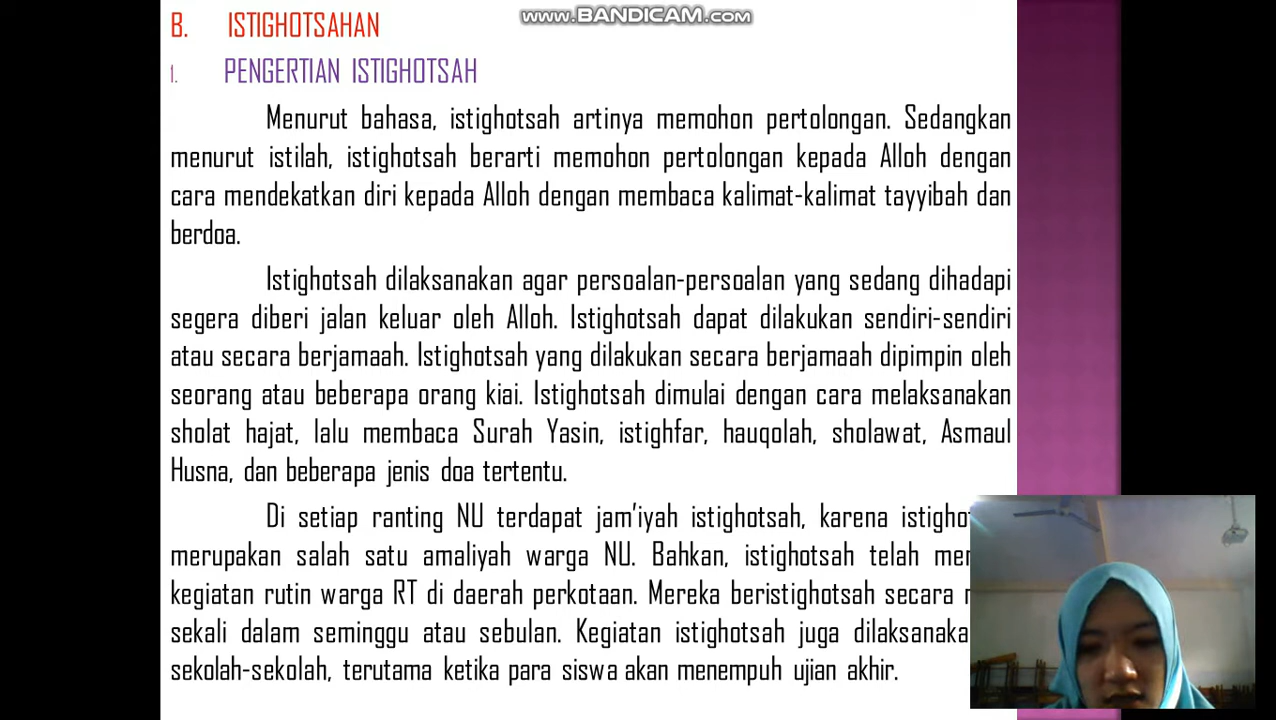 www.BANDICAM.com
B. ISTIGHOTSAHAN
1. PENGERTIAN ISTIGHOTSAH
Menurut bahasa, istighotsah artinya memohon pertolongan. Sedangkan
menurut istilah, istighotsah berarti memohon pertolongan kepada Alloh dengan
cara mendekatkan diri kepada Alloh dengan membaca kalimat-kalimat tayyibah dan
berdoa.
Istighotsah dilaksanakan agar persoalan-persoalan yang sedang dihadapi
segera diberi jalan keluar oleh Alloh. Istighotsah dapat dilakukan sendiri-sendiri
atau secara berjamaah. Istighotsah yang dilakukan secara berjamaah dipimpin oleh
seorang atau beberapa orang kiai. Istighotsah dimulai dengan cara melaksanakan
sholat hajat, lalu membaca Surah Yasin, istighfar, hauqolah, sholawat, Asmaul
Husna, dan beberapa jenis doa tertentu.
Di setiap ranting NU terdapat jam'iyah istighotsah, karena
merupakan salah satu amaliyah warga NU. Bahkan, istighotsah telah
kegiatan rutin warga RT di daerah perkotaan. Mereka beristighotsah secara
sekali dalam seminggu atau sebulan. Kegiatan istighotsah juga
sekolah-sekolah, terutama ketika para siswa akan menempuh ujian akhir.